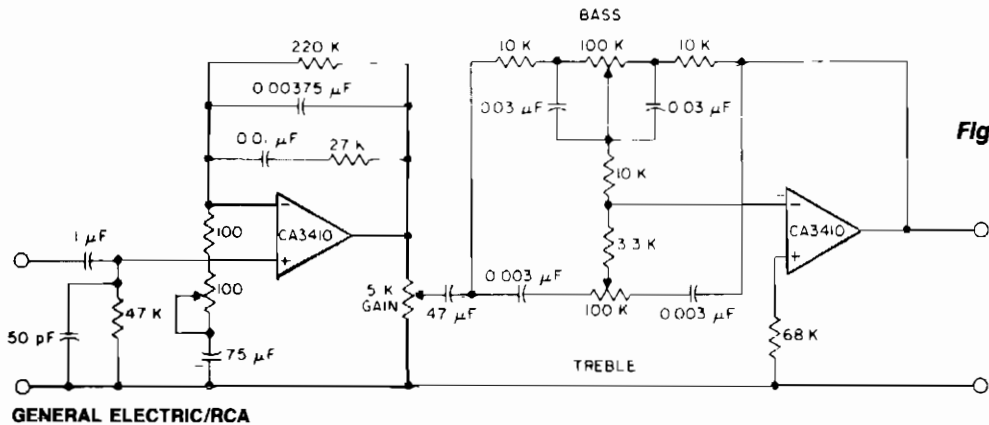 BASS
220 K
10 K
100 K
10 K
0.00375 µF
0.03 µF
0.03 µF
27 K
Fig
10 K
−
CA3410
+
100
1 µF
100
3.3 K
−
CA3410
+
0.003 µF
5 K
GAIN
47 µF
100 K
0.003 µF
47 K
50 pF
75 µF
68 K
TREBLE
GENERAL ELECTRIC/RCA